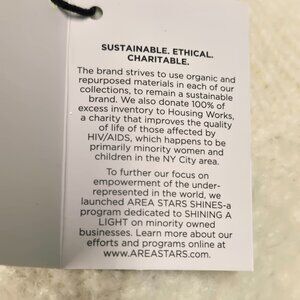 SUSTAINABLE. ETHICAL.
CHARITABLE.
The brand strives to use organic and
repurposed materials in each of our
collections, to remain a sustainable
brand. We also donate 100% of
excess inventory to Housing Works,
a charity that improves the quality
of life of those affected by
HIV/AIDS, which happens to be
primarily minority women and
children in the NY City area.
To further our focus on
empowerment of the under-
represented in the world, we
launched AREA STARS SHINES-a
program dedicated to SHINING A
LIGHT on minority owned
businesses. Learn more about our
efforts and programs online at
www.AREASTARS.com.